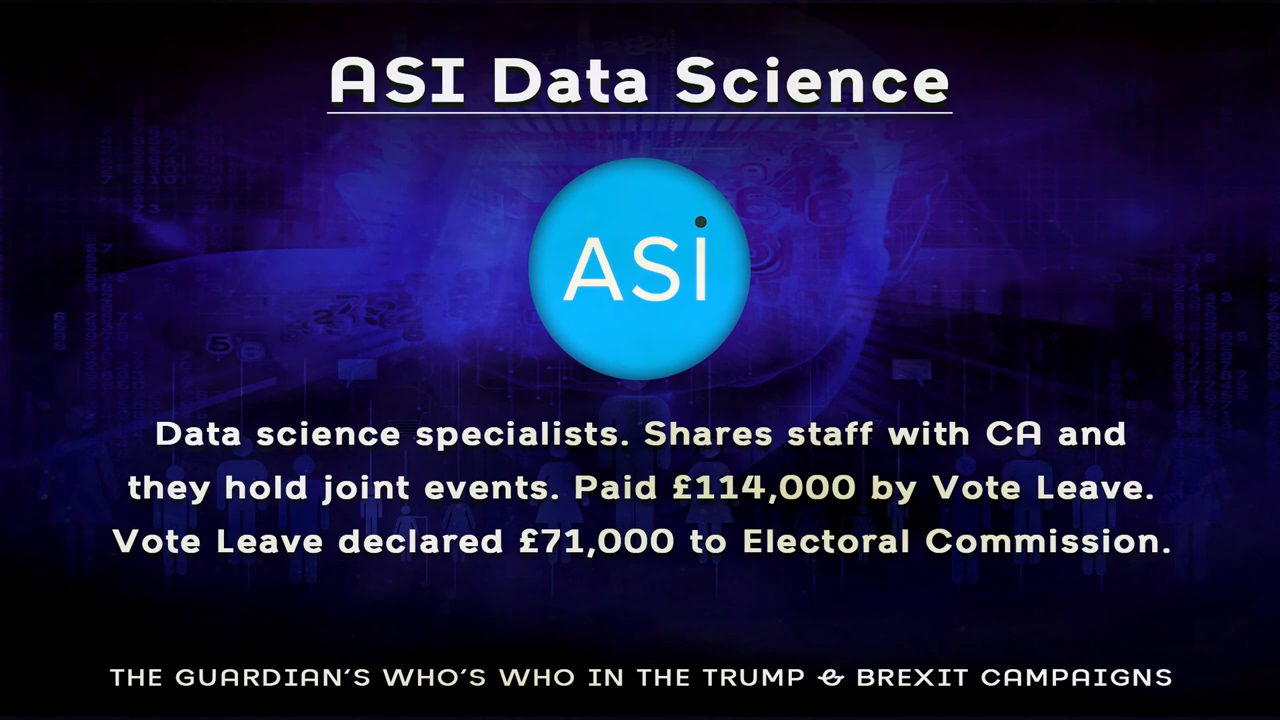 ASI Data Science
ASI
Data science specialists. Shares staff with CA and
they hold joint events. Paid £114,000 by Vote Leave.
Vote Leave declared £71,000 to Electoral Commission.
THE GUARDIAN'S WHO'S WHO IN THE TRUMP & BREXIT CAMPAIGNS